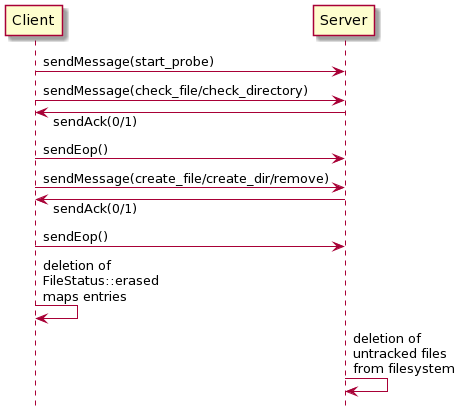 Client
Server
sendMessage(start_probe)
sendMessage(check_file/check_directory)
sendAck(0/1)
sendEop()
sendMessage(create_file/create_dir/remove)
sendAck(0/1)
sendEop()
deletion of
FileStatus::erased
maps entries
deletion of
untracked files
from filesystem